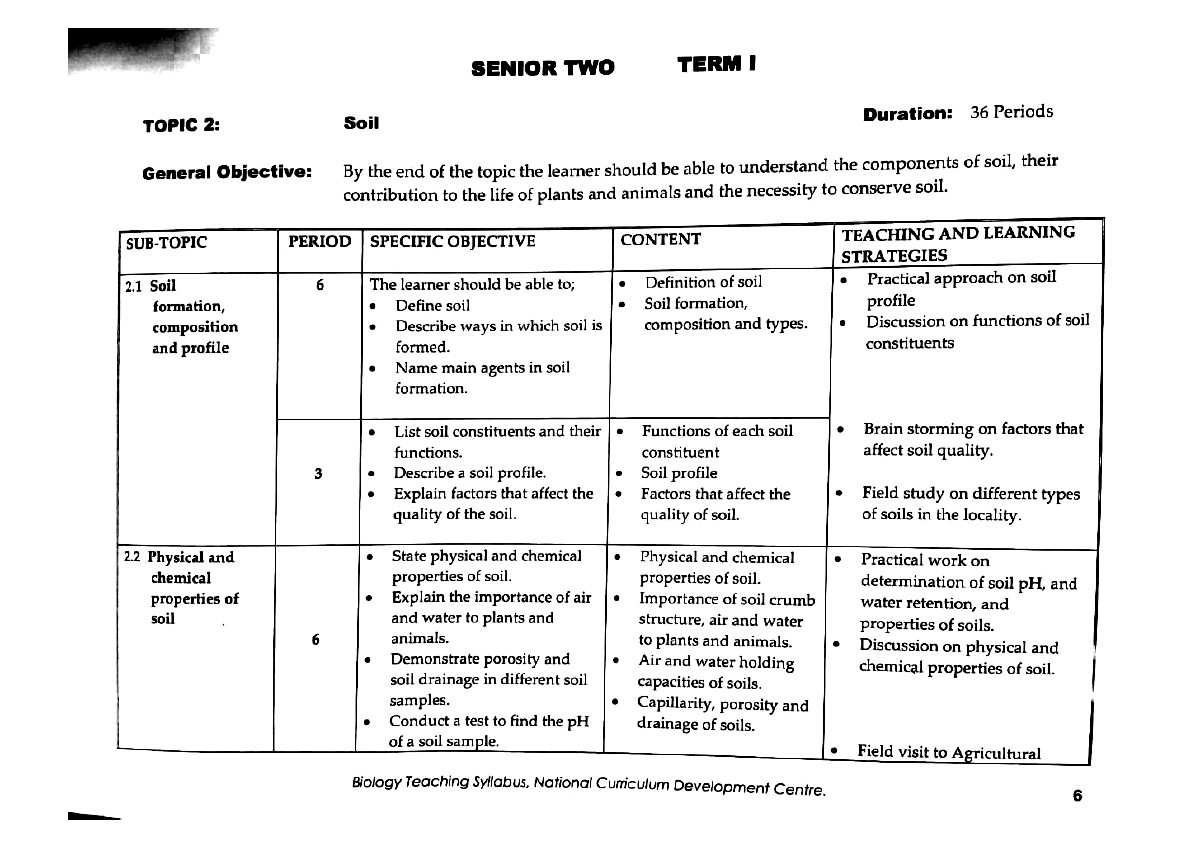 SENIOR TWO TERM I
TOPIC 2: Soil Duration: 36 Periods
General Objective: By the end of the topic the learner should be able to understand the components of soil, their
contribution to the life of plants and animals and the necessity to conserve soil.
SUB-TOPIC
PERIOD
SPECIFIC OBJECTIVE
CONTENT
TEACHING AND LEARNING
STRATEGIES
2.1 Soil
formation,
composition
and profile
6
The learner should be able to;
• Define soil
• Describe ways in which soil is
formed.
• Name main agents in soil
formation.
• Definition of soil
• Soil formation,
composition and types.
• Practical approach on soil
profile
• Discussion on functions of soil
constituents
3
• List soil constituents and their
functions.
• Describe a soil profile.
• Explain factors that affect the
quality of the soil.
• Functions of each soil
constituent
• Soil profile
• Factors that affect the
quality of soil.
• Brain storming on factors that
affect soil quality.
• Field study on different types
of soils in the locality.
2.2 Physical and
chemical
properties of
soil
6
• State physical and chemical
properties of soil.
• Explain the importance of air
and water to plants and
animals.
• Demonstrate porosity and
soil drainage in different soil
samples.
• Conduct a test to find the pH
of a soil sample.
• Physical and chemical
properties of soil.
• Importance of soil crumb
structure, air and water
to plants and animals.
• Air and water holding
capacities of soils.
• Capillarity, porosity and
drainage of soils.
• Practical work on
determination of soil pH, and
water retention, and
properties of soils.
• Discussion on physical and
chemical properties of soil.
• Field visit to Agricultural
Biology Teaching Syllabus, National Curriculum Development Centre.
6